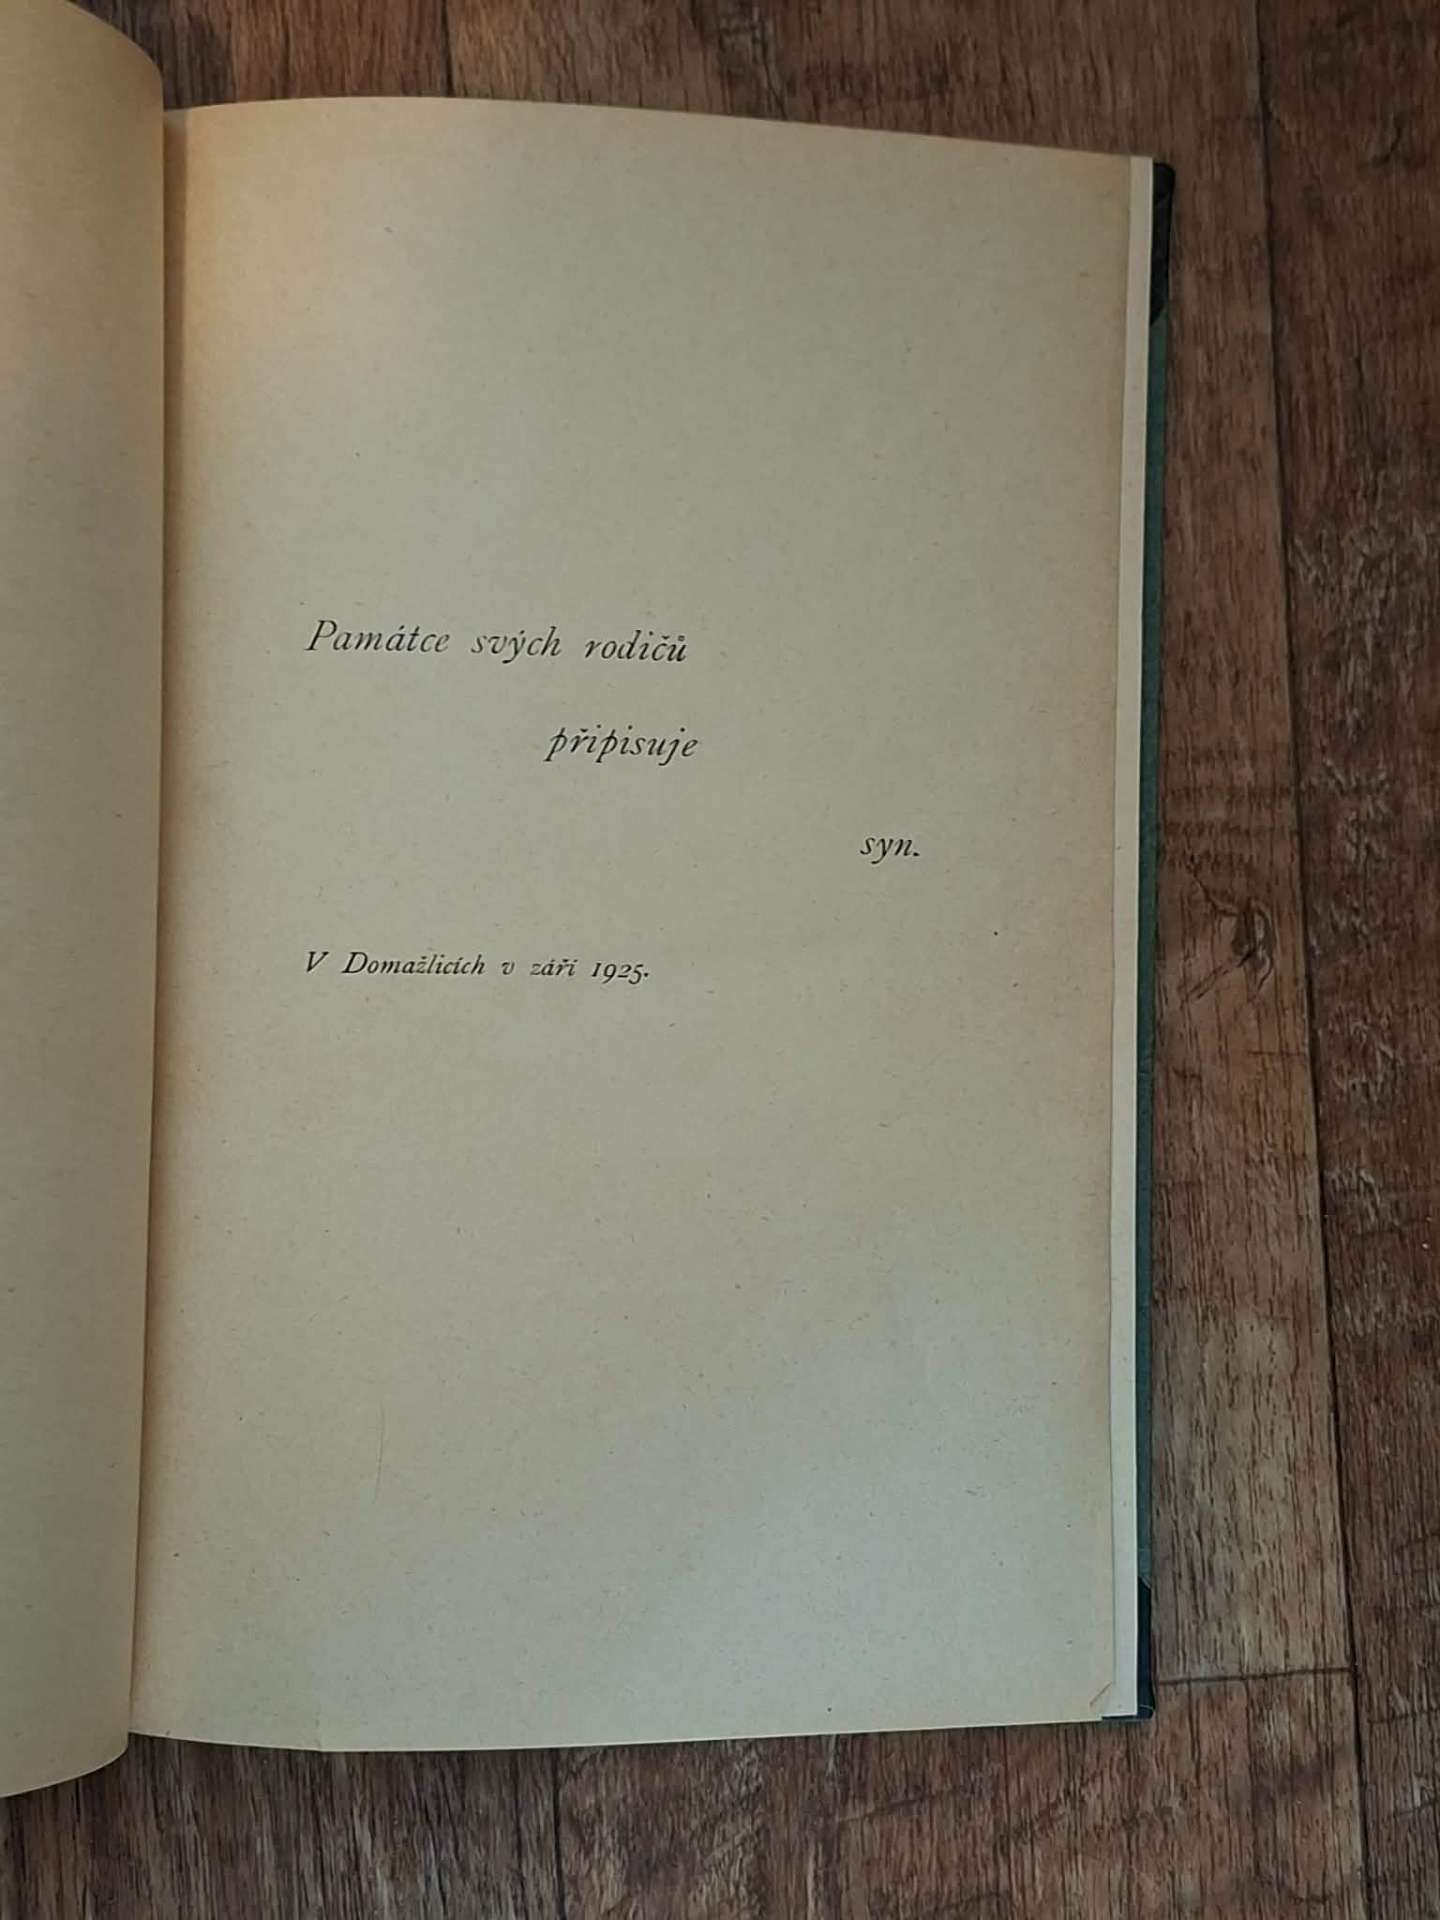 Památce svých rodičů
připisuje
syn.
V Domažlicích v září 1925.